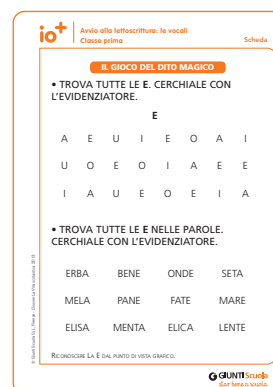 io+
Avvio alla lettoscrittura: le vocali
Classe prima
Scheda
IL GIOCO DEL DITO MAGICO
• TROVA TUTTE LE E. CERCHIALE CON
L'EVIDENZIATORE.
E
A E U I E O A I
U O E O I A E E
I A U E O E I A
• TROVA TUTTE LE E NELLE PAROLE.
CERCHIALE CON L'EVIDENZIATORE.
ERBA BENE ONDE SETA
MELA PANE FATE MARE
ELISA MENTA ELICA LENTE
RICONOSCERE LA E DAL PUNTO DI VISTA GRAFICO.
GIUNTI Scuola
star bene a scuola